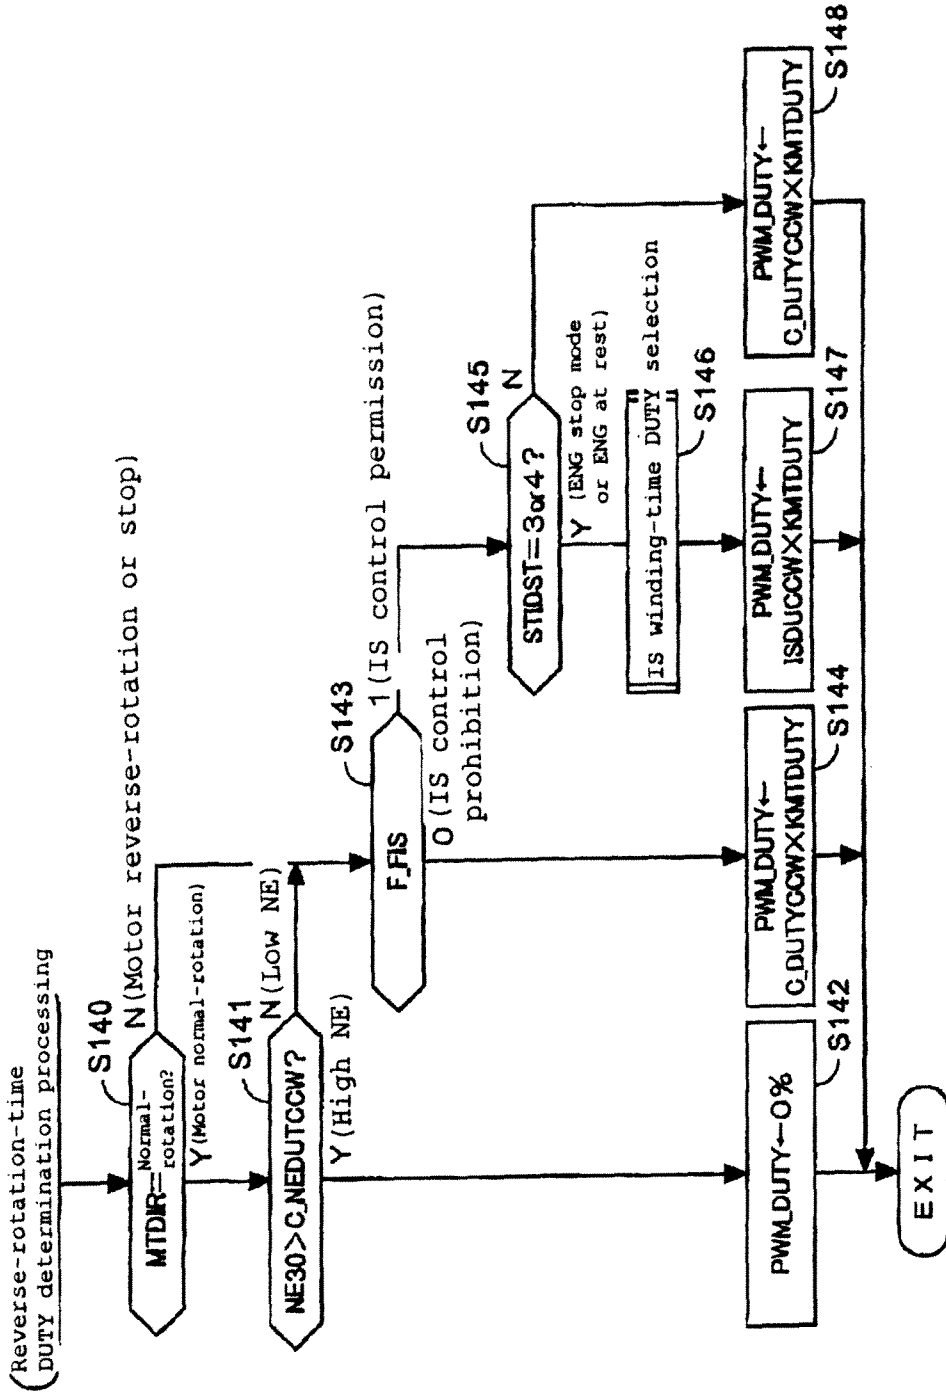 (Reverse-rotation-time
DUTY determination processing
S140
MTDIR=Normal-
rotation?
N(Motor reverse-rotation or stop)
Y(Motor normal-rotation)
S141
NE30>C_NEDUTCCW?
N(Low NE)
Y(High NE)
S143
F_FIS
1(IS control permission)
0(IS control
prohibition)
S145
STIDST=3or4?
N
Y (ENG stop mode
or ENG at rest)
S146
IS winding-time DUTY selection
PWM_DUTY←0%
S142
PWM_DUTY←
C_DUTYCCW×KMTDUTY
S144
PWM_DUTY←
ISDUCCW×KMTDUTY
S147
PWM_DUTY←
C_DUTYCCW×KMTDUTY
S148
EXIT